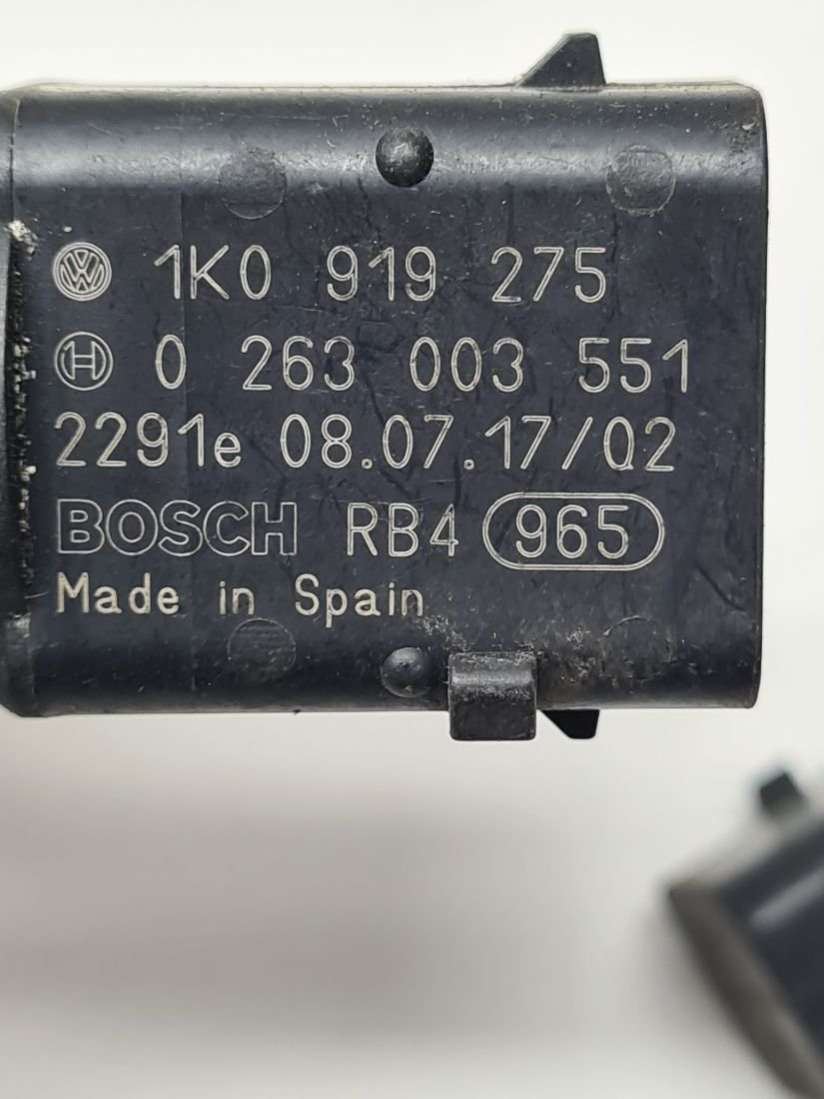 1K0 919 275
0 263 003 551
2291e 08.07.17/02
BOSCH RB4 965
Made in Spain